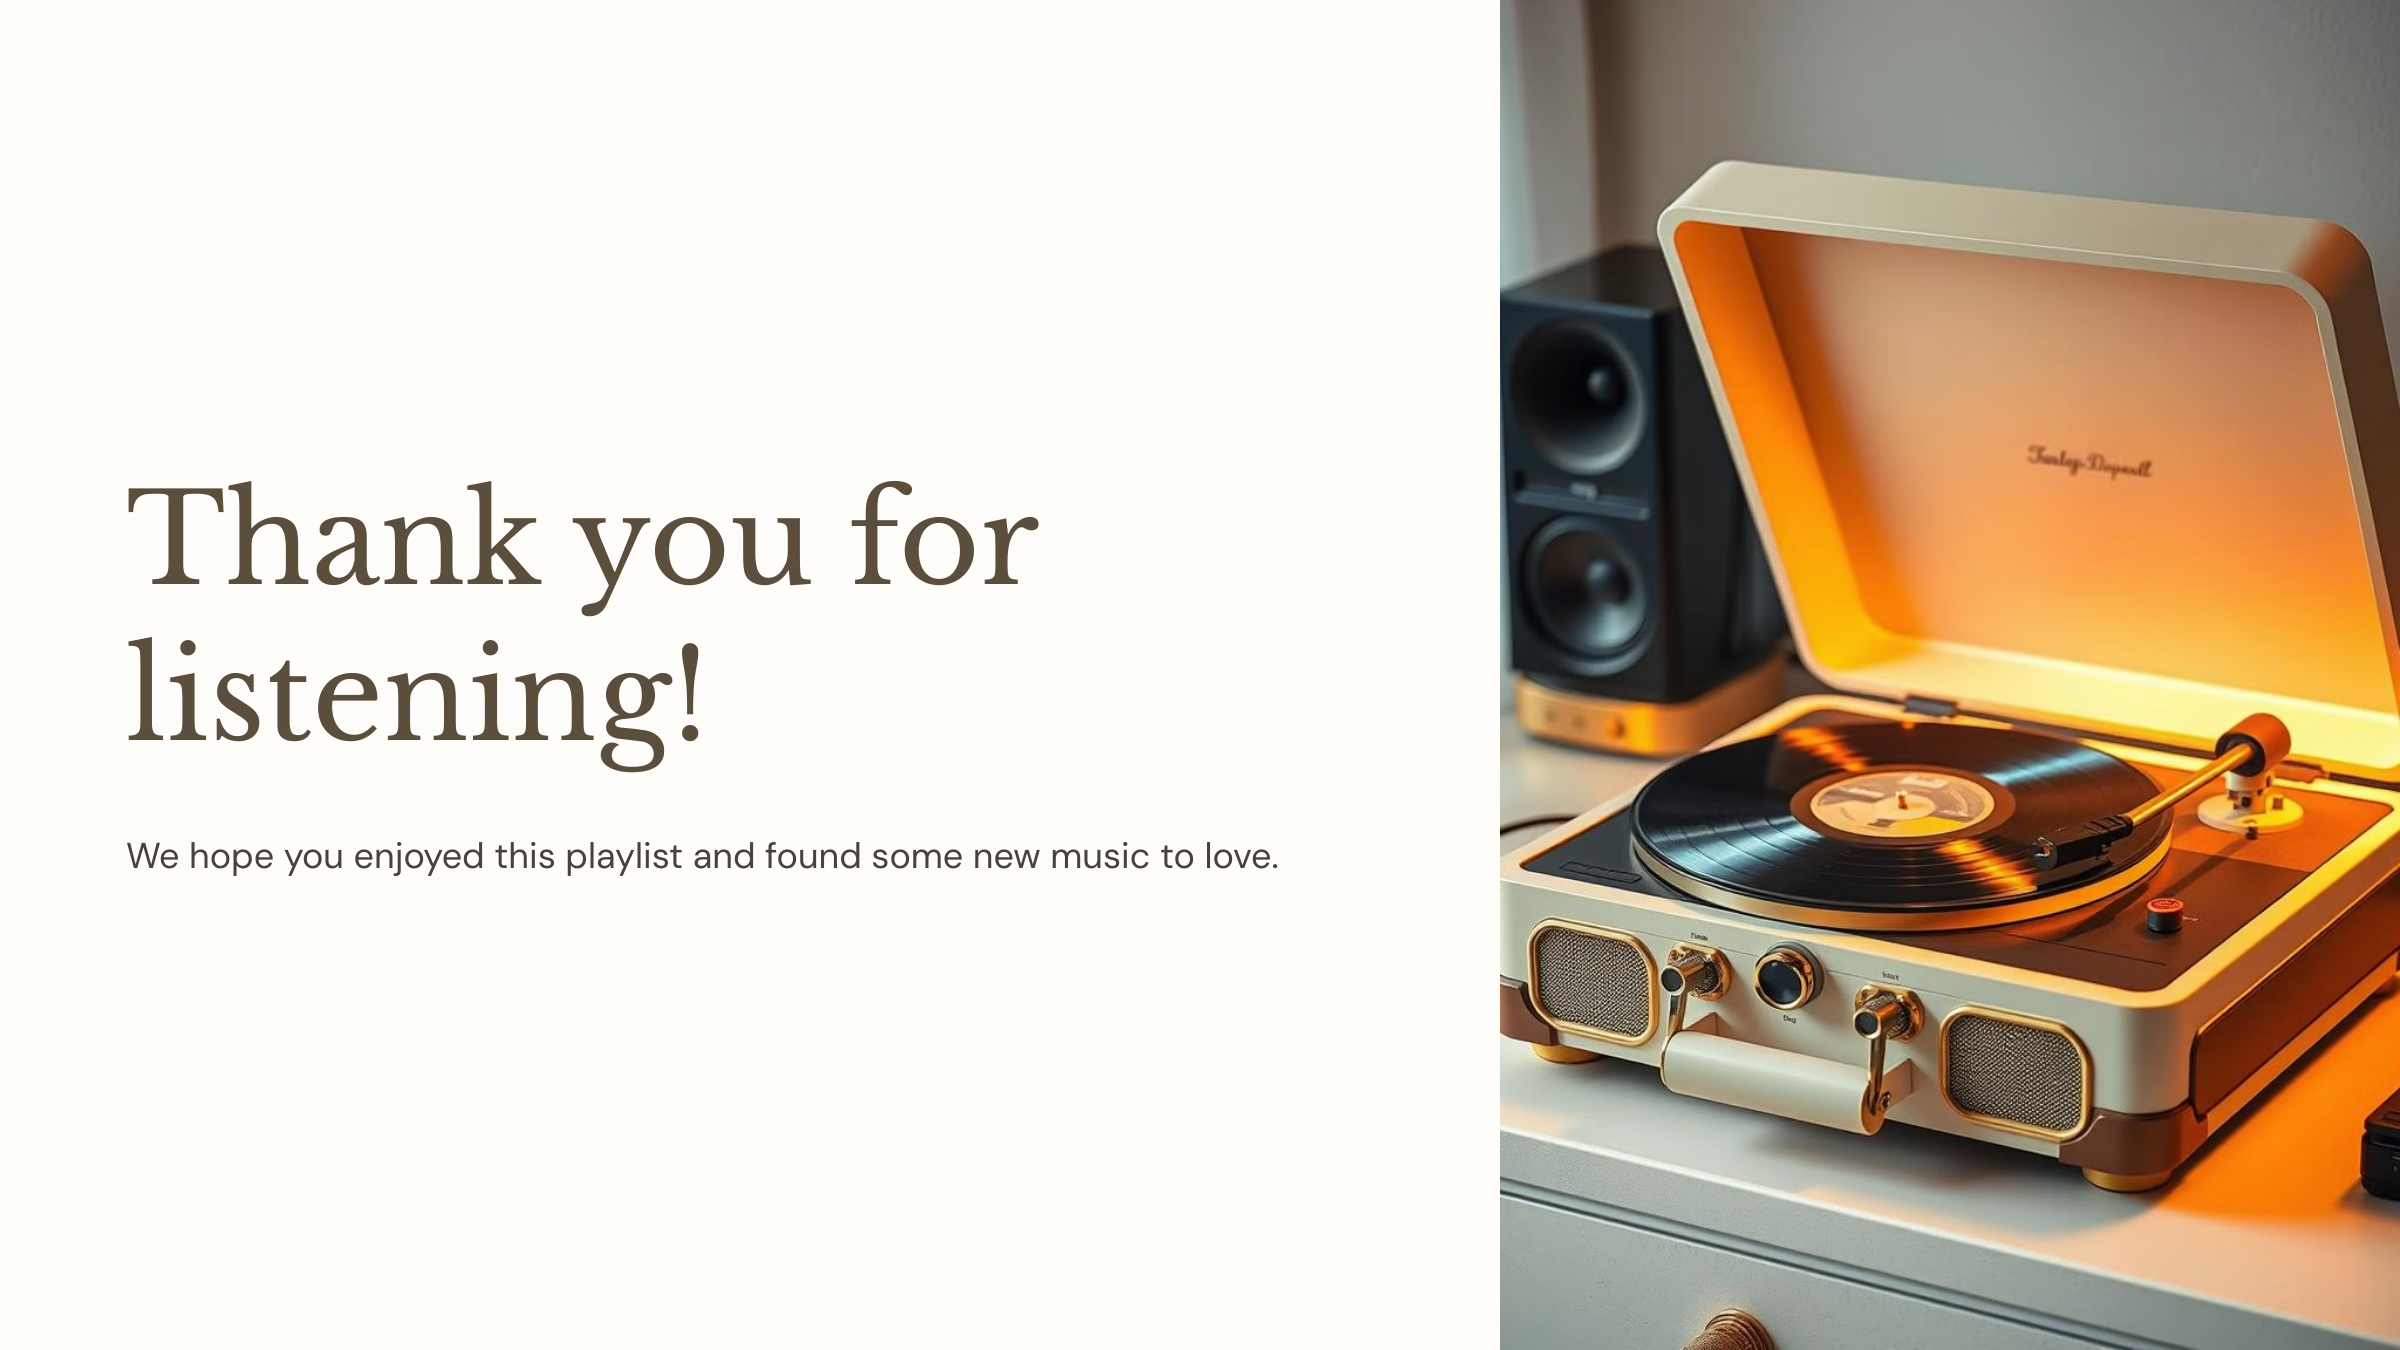 Thank you for
listening!
We hope you enjoyed this playlist and found some new music to love.